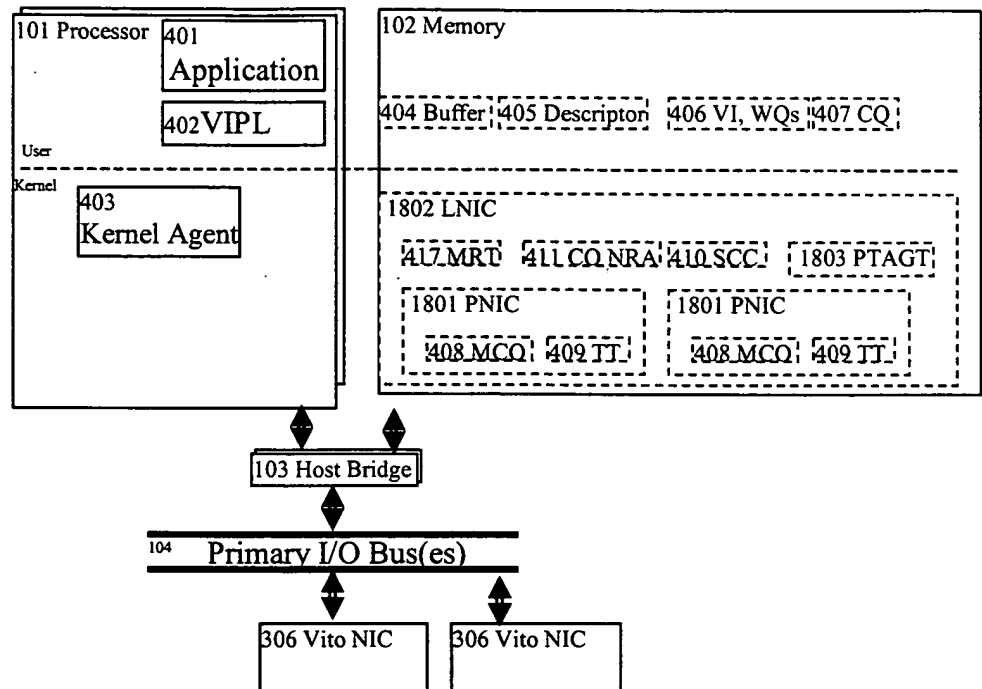 101 Processor
401
Application
402 VIPL
User
Kernel
403
Kernel Agent
102 Memory
404 Buffer 405 Descriptor 406 VI, WQs 407 CQ
1802 LNIC
417 MRT 411 CQ NRA 410 SCC 1803 PTAGT
1801 PNIC 1801 PNIC
408 MCQ 409 TT 408 MCQ 409 TT
103 Host Bridge
104 Primary I/O Bus(es)
306 Vito NIC 306 Vito NIC